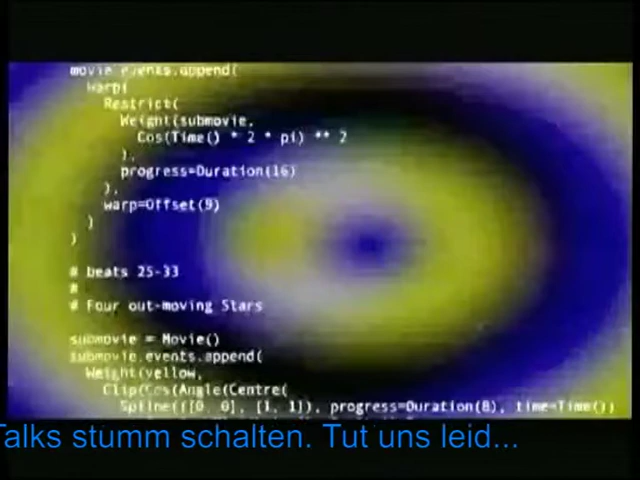 movie.events.append(
warp(
Restrict(
Weight(submovie,
Cos(Time() * 2 * pi) ** 2
),
progress=Duration(16)
),
warp=Offset(9)
)
)
# beats 25-33
#
# Four out-moving Stars
submovie = Movie()
submovie.events.append(
Weight(yellow,
Clip(Cos(Angle(Centre(
Spline(([0, 0], [1, 1]), progress=Duration(8), time=Time())
Talks stumm schalten. Tut uns leid...